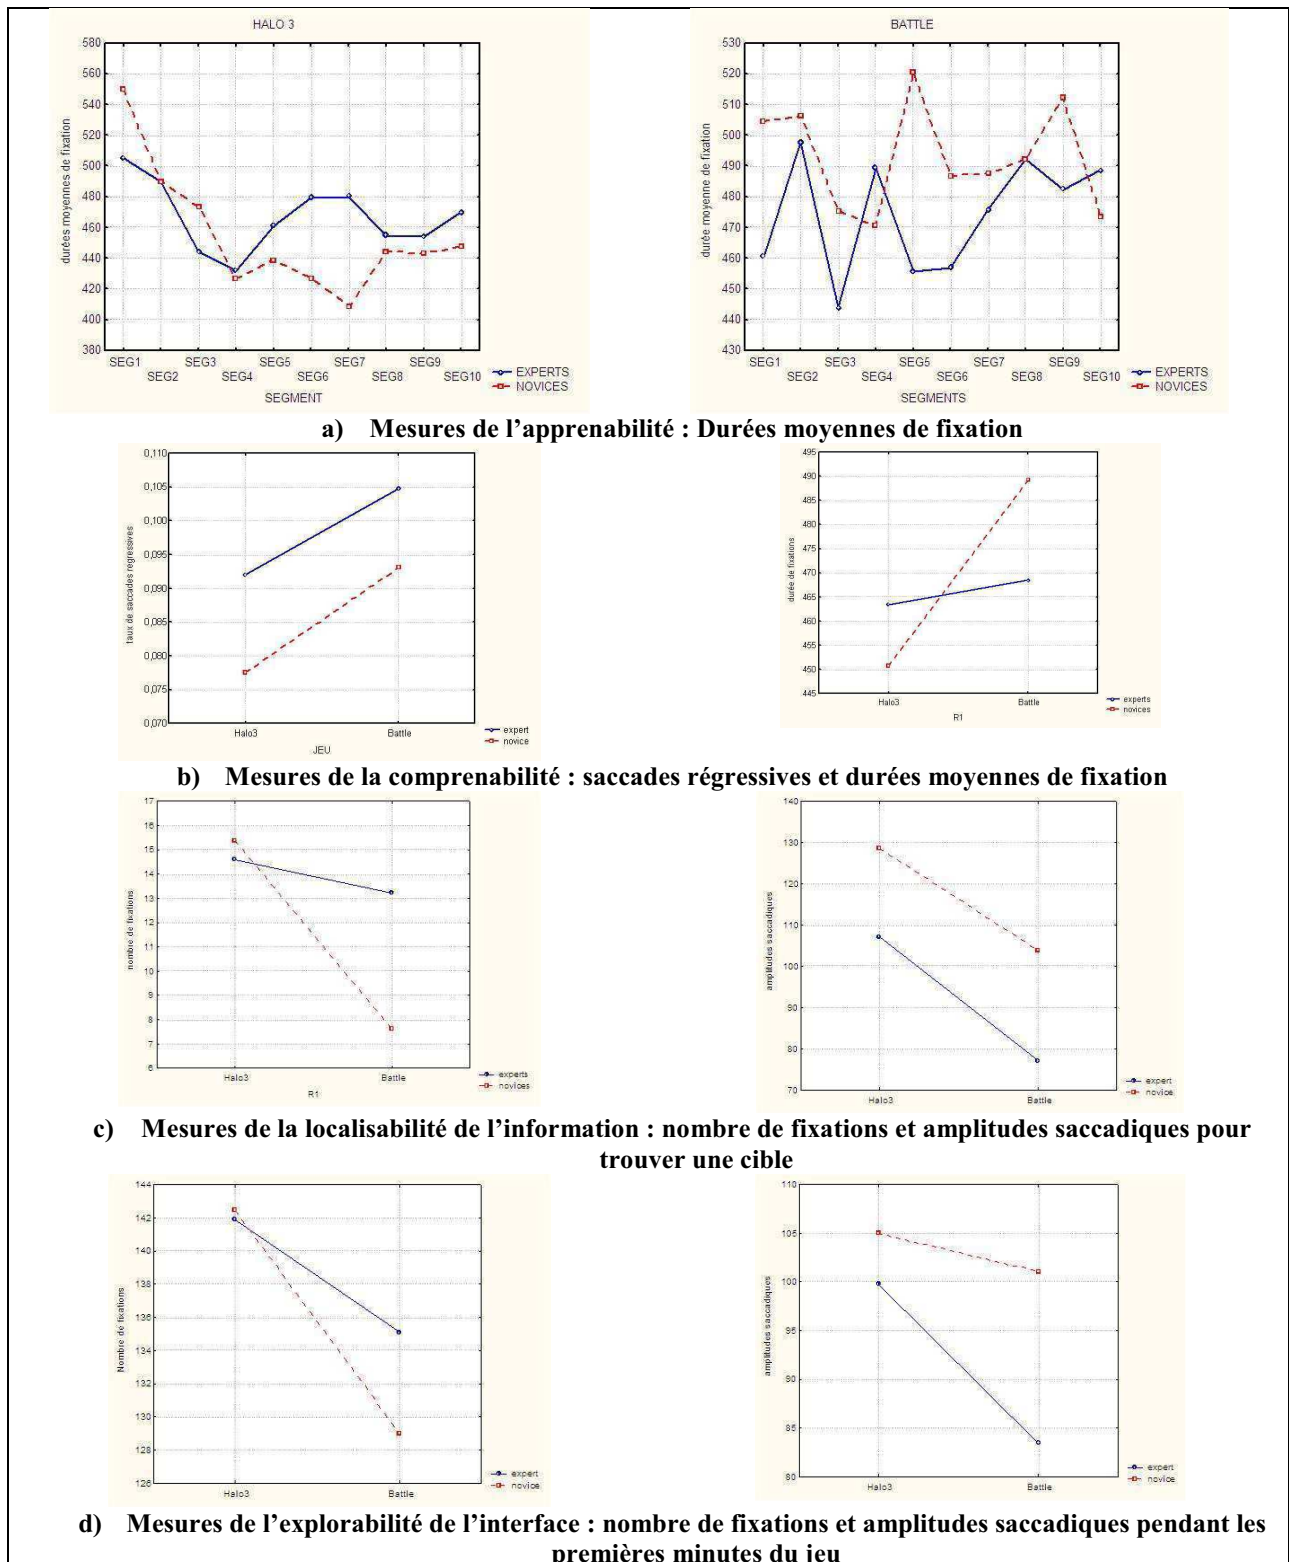 HALO 3
580
560
540
520
500
480
460
440
420
400
380
durées moyennes de fixation
SEG1 SEG3 SEG5 SEG7 SEG9
SEG2 SEG4 SEG6 SEG8 SEG10
SEGMENT
EXPERTS
NOVICES
BATTLE
530
520
510
500
490
480
470
460
450
440
430
durée moyenne de fixation
SEG1 SEG3 SEG5 SEG7 SEG9
SEG2 SEG4 SEG6 SEG8 SEG10
SEGMENTS
EXPERTS
NOVICES
a) Mesures de l’apprenabilité : Durées moyennes de fixation
0,110
0,105
0,100
0,095
0,090
0,085
0,080
0,075
0,070
taux de saccades regressives
Halo3 Battle
JEU
expert
novice
495
490
485
480
475
470
465
460
455
450
445
durée de fixations
Halo3 Battle
R1
experts
novices
b) Mesures de la comprenabilité : saccades régressives et durées moyennes de fixation
17
16
15
14
13
12
11
10
9
8
7
6
nombre de fixations
Halo3 Battle
R1
experts
novices
140
130
120
110
100
90
80
70
amplitudes saccadiques
Halo3 Battle
expert
novice
c) Mesures de la localisabilité de l’information : nombre de fixations et amplitudes saccadiques pour
trouver une cible
144
142
140
138
136
134
132
130
128
126
Nombre de fixations
Halo3 Battle
expert
novice
110
105
100
95
90
85
80
amplitudes saccadiques
Halo3 Battle
expert
novice
d) Mesures de l’explorabilité de l’interface : nombre de fixations et amplitudes saccadiques pendant les
premières minutes du jeu